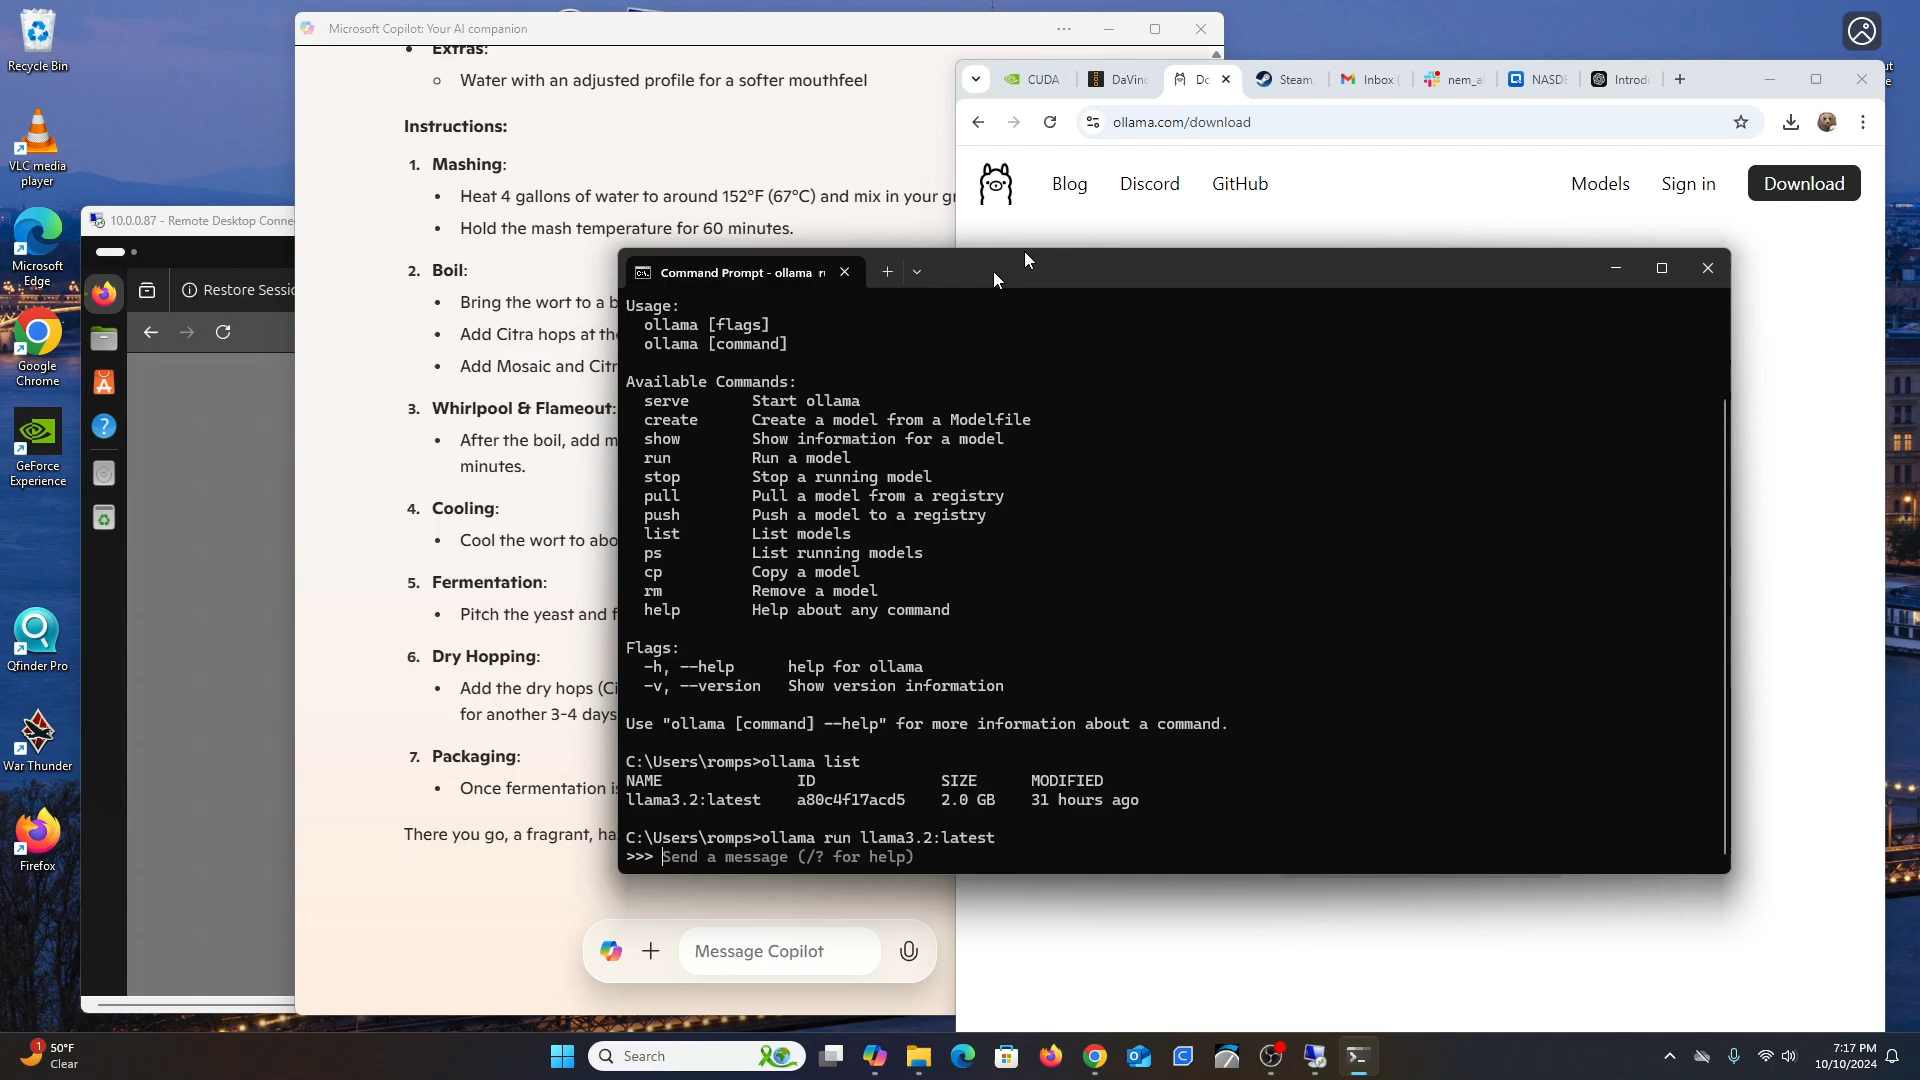 Recycle Bin
VLC media
player
Microsoft
Edge
Google
Chrome
GeForce
Experience
Qfinder Pro
War Thunder
Firefox
10.0.0.87 - Remote Desktop Conne
Restore Sessio
Microsoft Copilot: Your AI companion
Extras:
Water with an adjusted profile for a softer mouthfeel
Instructions:
1. Mashing:
Heat 4 gallons of water to around 152°F (67°C) and mix in your gr
Hold the mash temperature for 60 minutes.
2. Boil:
Bring the wort to a b
Add Citra hops at the
Add Mosaic and Citr
3. Whirlpool & Flameout:
After the boil, add m
minutes.
4. Cooling:
Cool the wort to abo
5. Fermentation:
Pitch the yeast and f
6. Dry Hopping:
Add the dry hops (Ci
for another 3-4 days
7. Packaging:
Once fermentation is
There you go, a fragrant, ha
Message Copilot
CUDA
DaVinc
Do
Steam,
Inbox (
nem_a
NASD
Introdu
ollama.com/download
Blog
Discord
GitHub
Models
Sign in
Download
Command Prompt - ollama ru
Usage:
ollama [flags]
ollama [command]
Available Commands:
serve Start ollama
create Create a model from a Modelfile
show Show information for a model
run Run a model
stop Stop a running model
pull Pull a model from a registry
push Push a model to a registry
list List models
ps List running models
cp Copy a model
rm Remove a model
help Help about any command
Flags:
-h, --help help for ollama
-v, --version Show version information
Use "ollama [command] --help" for more information about a command.
C:\Users\romps>ollama list
NAME ID SIZE MODIFIED
llama3.2:latest a80c4f17acd5 2.0 GB 31 hours ago
C:\Users\romps>ollama run llama3.2:latest
>>> Send a message (/? for help)
1
50°F
Clear
Search
7:17 PM
10/10/2024